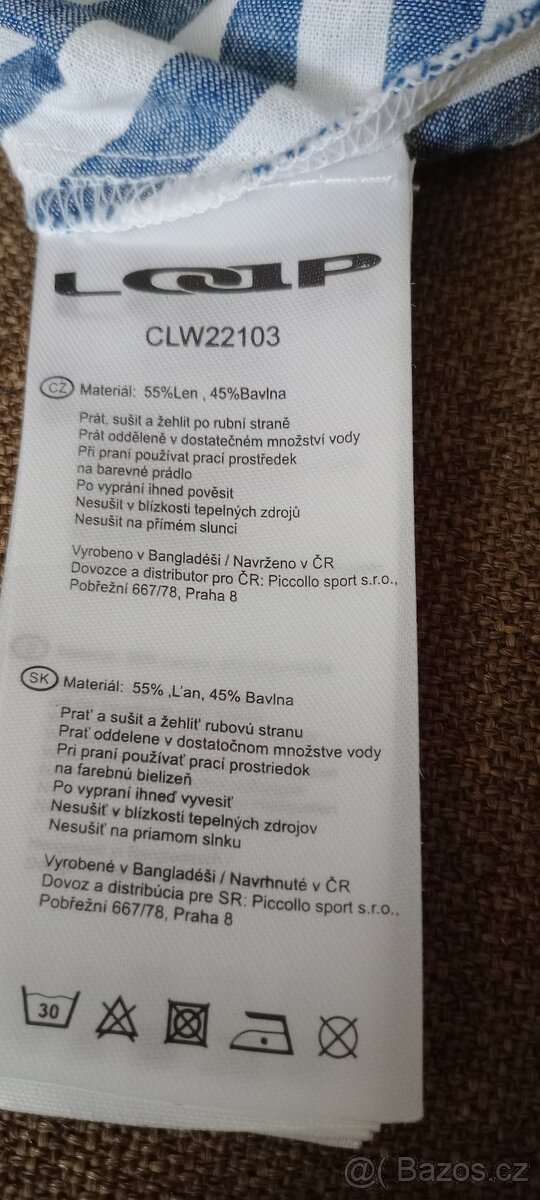 LOAP
CLW22103
CZ Materiál: 55%Len , 45%Bavlna
Prát, sušit a žehlit po rubní straně
Prát odděleně v dostatečném množství vody
Při praní používat prací prostředek
na barevné prádlo
Po vyprání ihned pověsit
Nesušit v blízkosti tepelných zdrojů
Nesušit na přímém slunci
Vyrobeno v Bangladéši / Navrženo v ČR
Dovozce a distributor pro ČR: Piccollo sport s.r.o.,
Pobřežní 667/78, Praha 8
SK Materiál: 55% ,L'an, 45% Bavlna
Prať a sušit a žehliť rubovú stranu
Prať oddelene v dostatočnom množstve vody
Pri praní používať prací prostriedok
na farebnú bielizeň
Po vypraní ihneď vyvesiť
Nesušiť v blízkosti tepelných zdrojov
Nesušiť na priamom slnku
Vyrobené v Bangladéši / Navrhnuté v ČR
Dovoz a distribúcia pre SR: Piccollo sport s.r.o.,
Pobřežní 667/78, Praha 8
30
@( Bazos.cz